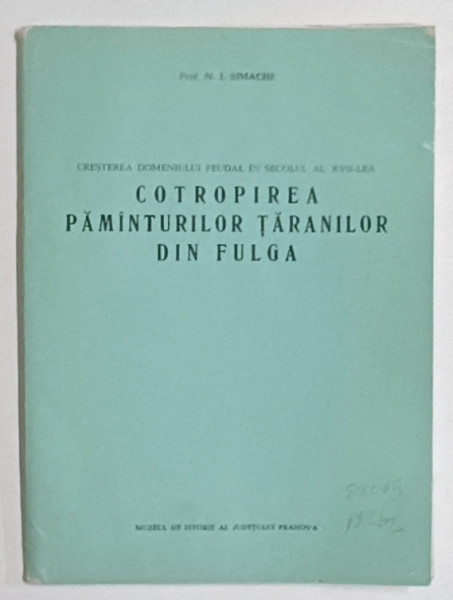 Prof. N. I. SIMACHE
CREȘTEREA DOMENIULUI FEUDAL ÎN SECOLUL AL XVII-LEA
COTROPIREA
PĂMÎNTURILOR ȚĂRANILOR
DIN FULGA
MUZEUL DE ISTORIE AL JUDEȚULUI PRAHOVA